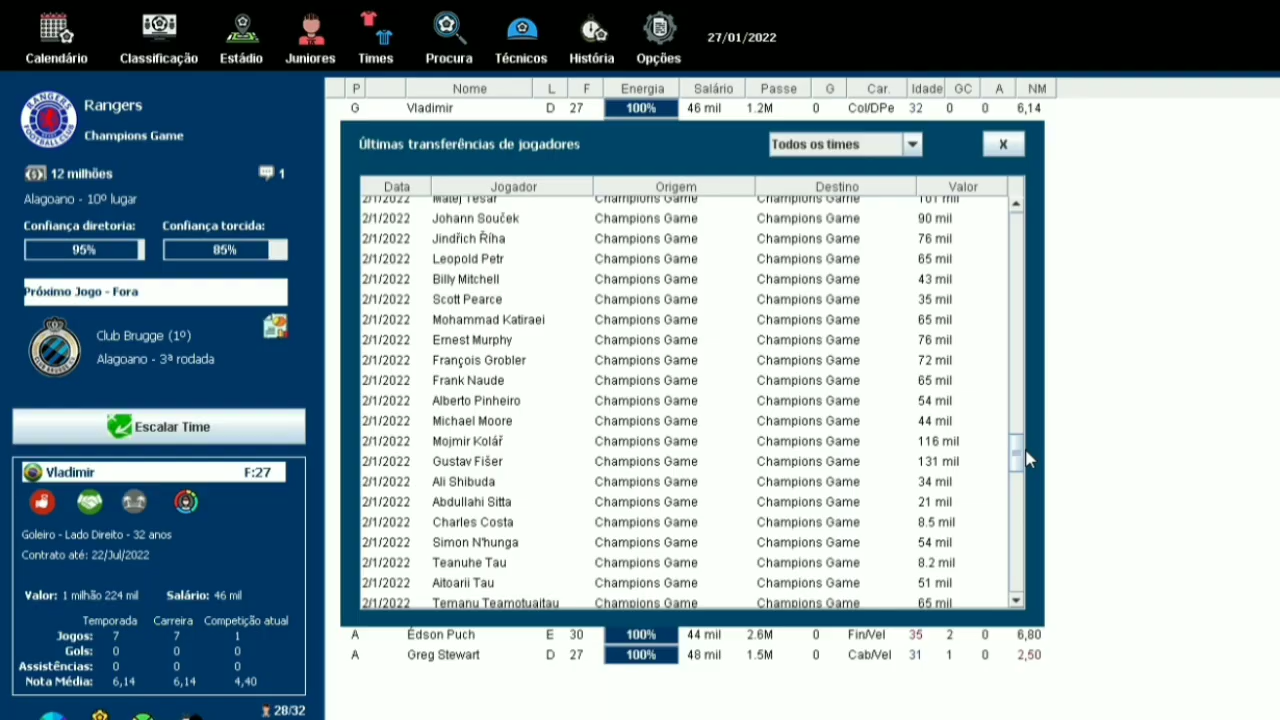 Calendário Classificação Estádio Juniores Times Procura Técnicos História Opções 27/01/2022
RANGERS
FOOTBALL CLUB
Rangers
Champions Game
12 milhões 1
Alagoano - 10º lugar
Confiança diretoria: Confiança torcida:
95% 85%
Próximo Jogo - Fora
Club Brugge (1º)
Alagoano - 3ª rodada
Escalar Time
Vladimir F:27
Goleiro - Lado Direito - 32 anos
Contrato até: 22/Jul/2022
Valor: 1 milhão 224 mil Salário: 46 mil
Temporada Carreira Competição atual
Jogos: 7 7 1
Gols: 0 0 0
Assistências: 0 0 0
Nota Média: 6,14 6,14 4,40
28/32
P Nome L F Energia Salário Passe G Car. Idade GC A NM
G Vladimir D 27 100% 46 mil 1.2M 0 Col/DPe 32 0 0 6,14
Últimas transferências de jogadores Todos os times X
Data Jogador Origem Destino Valor
2/1/2022 Matej Tesar Champions Game Champions Game 101 mil
2/1/2022 Johann Souček Champions Game Champions Game 90 mil
2/1/2022 Jindřich Říha Champions Game Champions Game 76 mil
2/1/2022 Leopold Petr Champions Game Champions Game 65 mil
2/1/2022 Billy Mitchell Champions Game Champions Game 43 mil
2/1/2022 Scott Pearce Champions Game Champions Game 35 mil
2/1/2022 Mohammad Katiraei Champions Game Champions Game 65 mil
2/1/2022 Ernest Murphy Champions Game Champions Game 76 mil
2/1/2022 François Grobler Champions Game Champions Game 72 mil
2/1/2022 Frank Naude Champions Game Champions Game 65 mil
2/1/2022 Alberto Pinheiro Champions Game Champions Game 54 mil
2/1/2022 Michael Moore Champions Game Champions Game 44 mil
2/1/2022 Mojmir Kolář Champions Game Champions Game 116 mil
2/1/2022 Gustav Fišer Champions Game Champions Game 131 mil
2/1/2022 Ali Shibuda Champions Game Champions Game 34 mil
2/1/2022 Abdullahi Sitta Champions Game Champions Game 21 mil
2/1/2022 Charles Costa Champions Game Champions Game 8.5 mil
2/1/2022 Simon N'hunga Champions Game Champions Game 54 mil
2/1/2022 Teanuhe Tau Champions Game Champions Game 8.2 mil
2/1/2022 Aitoarii Tau Champions Game Champions Game 51 mil
2/1/2022 Temanu Teamotuaitau Champions Game Champions Game 65 mil
A Édson Puch E 30 100% 44 mil 2.6M 0 Fin/Vel 35 2 0 6,80
A Greg Stewart D 27 100% 48 mil 1.5M 0 Cab/Vel 31 1 0 2,50